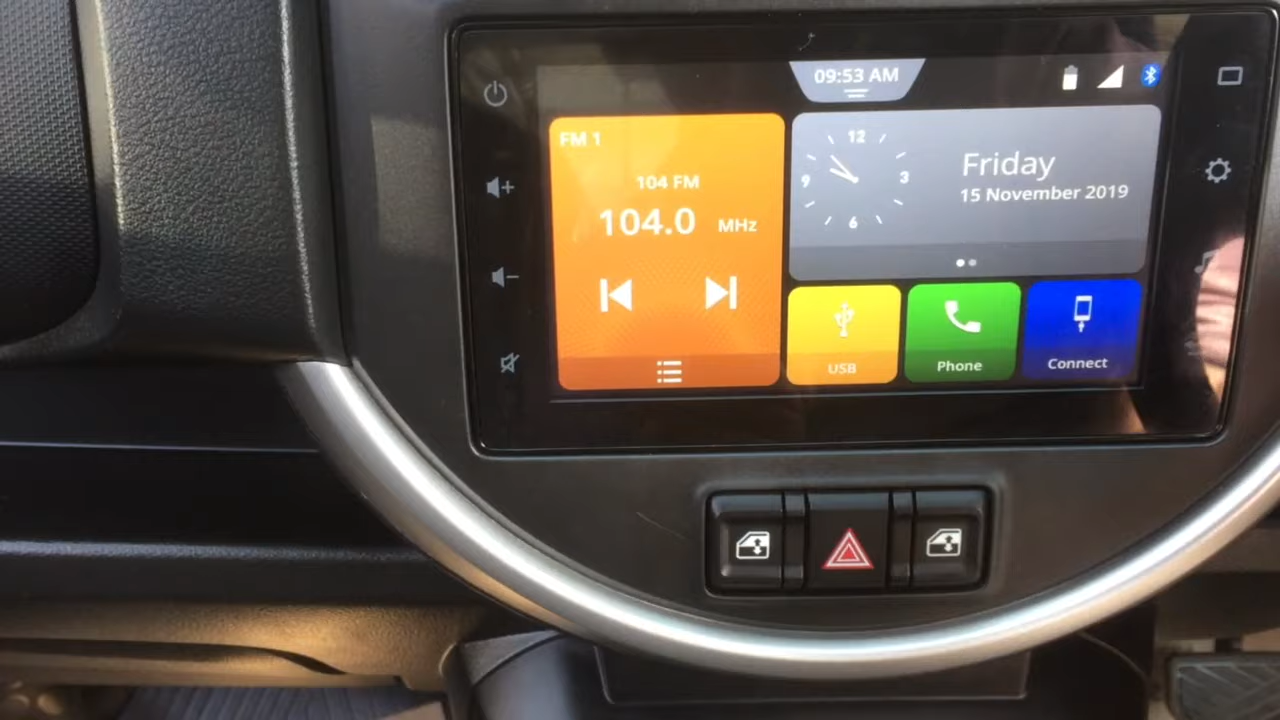 09:53 AM
FM 1
104 FM
104.0 MHz
12
9
3
6
Friday
15 November 2019
USB
Phone
Connect